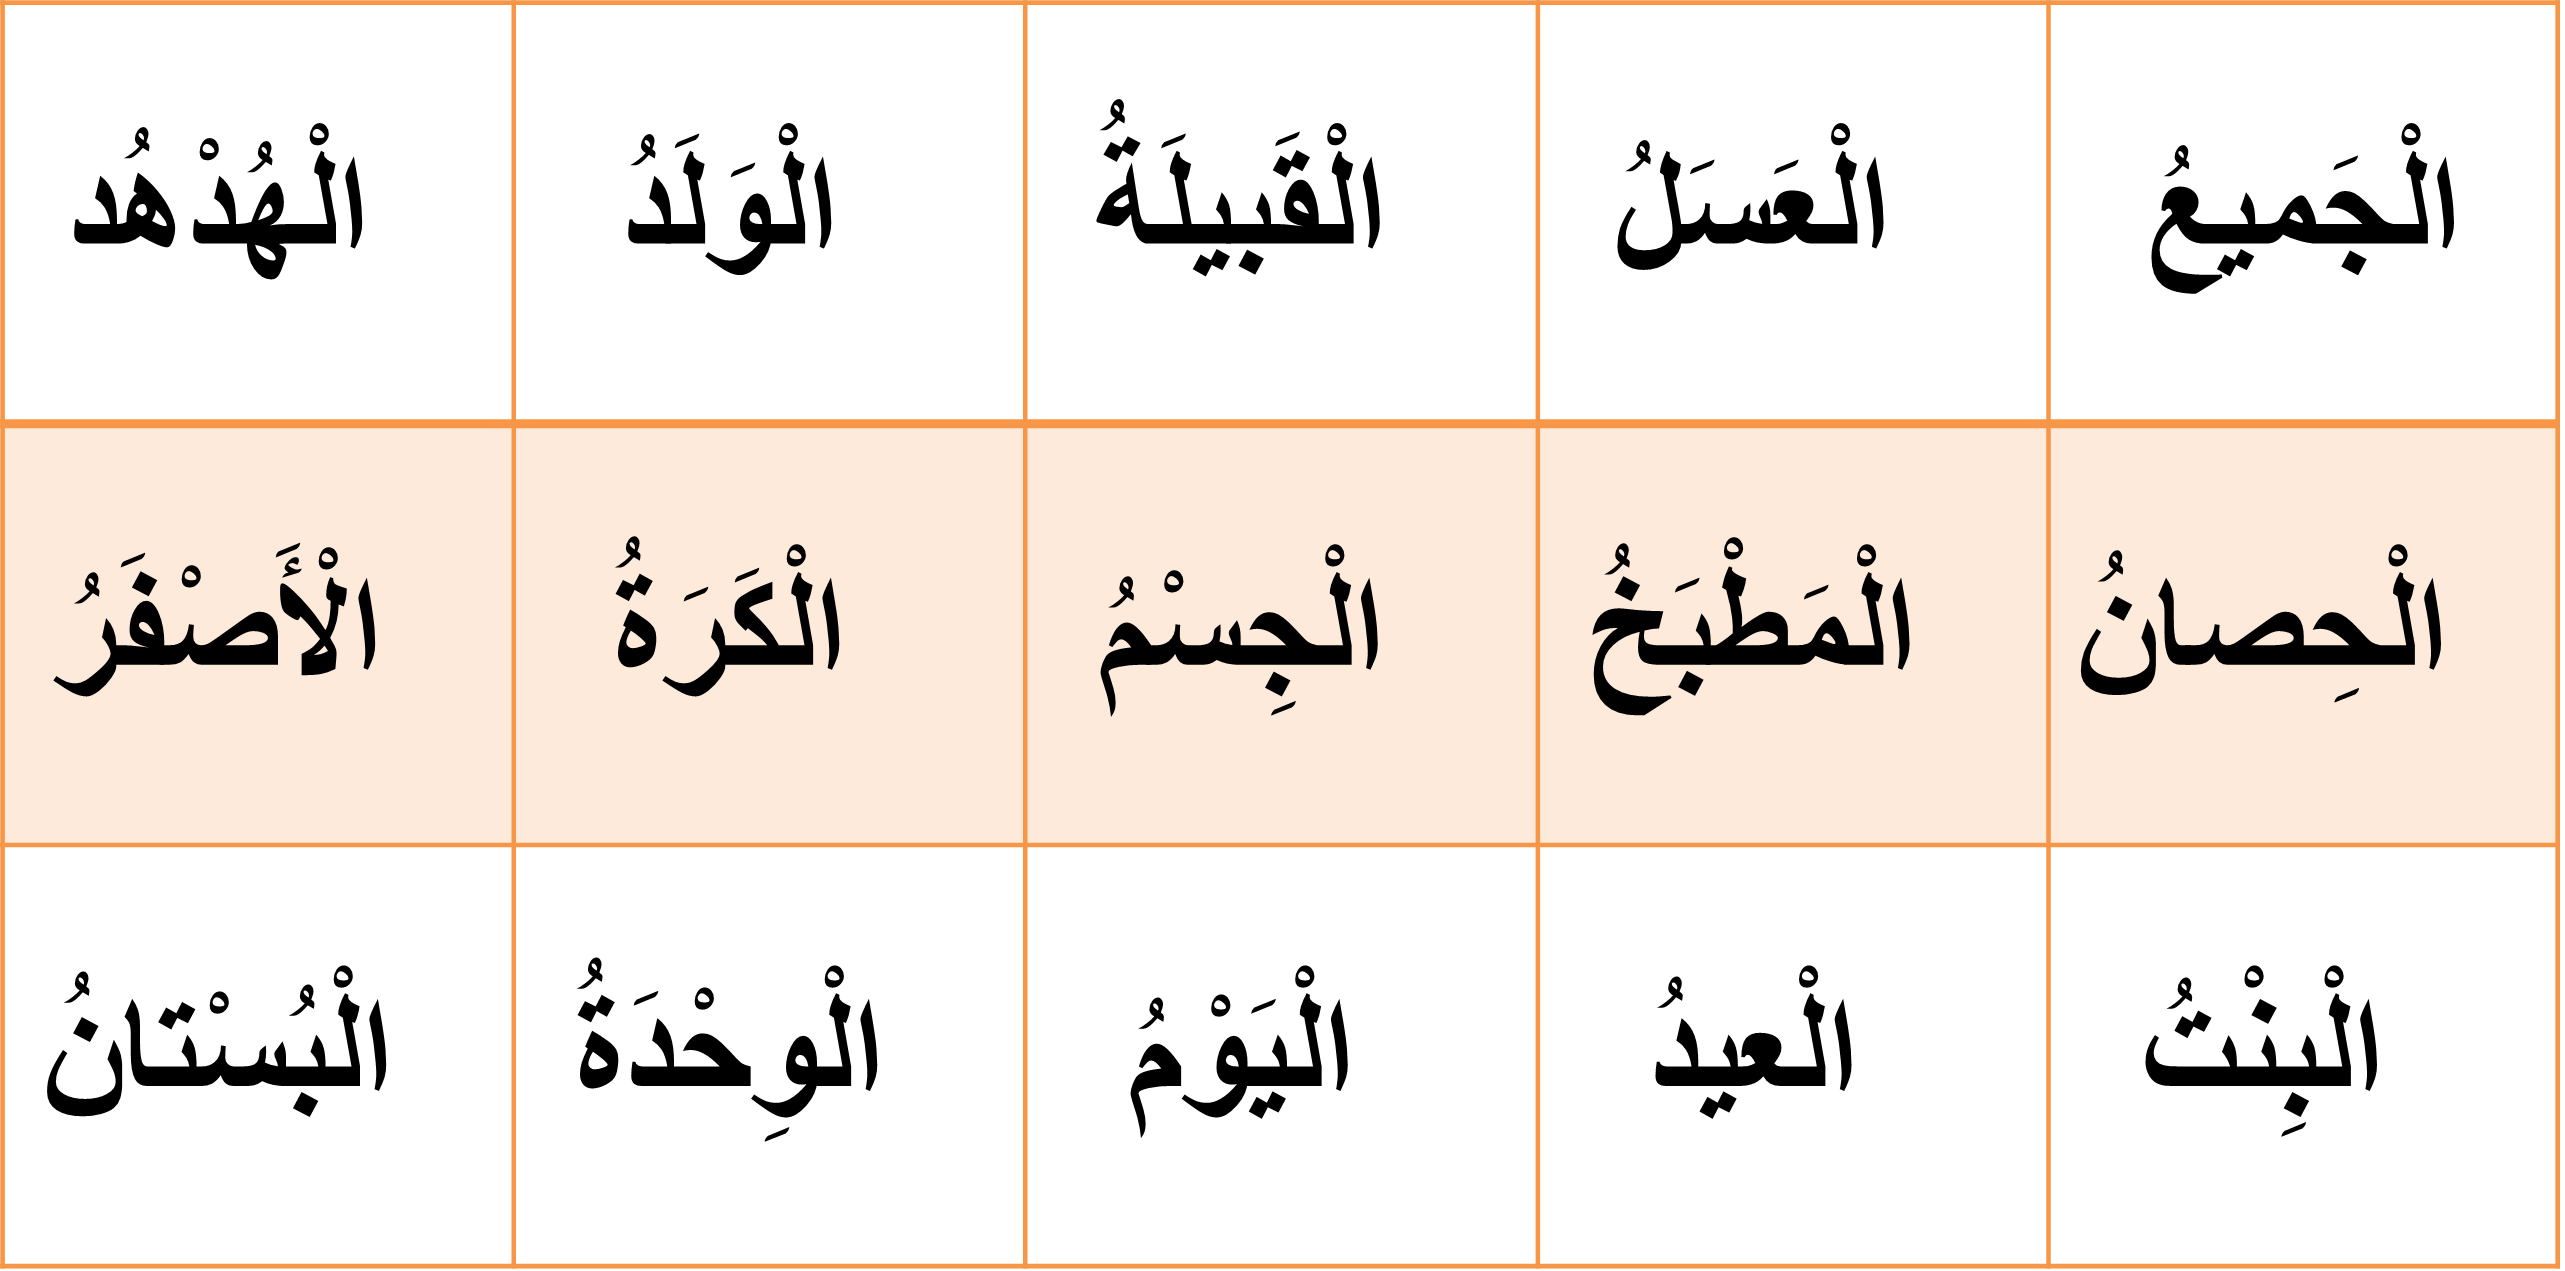 الْجَميعُ الْعَسَلُ الْقَبيلَةُ الْوَلَدُ الْهُدْهُد
الْحِصانُ الْمَطْبَخُ الْجِسْمُ الْكَرَةُ الْأَصْفَرُ
الْبِنْتُ الْعيدُ الْيَوْمُ الْوِحْدَةُ الْبُسْتانُ